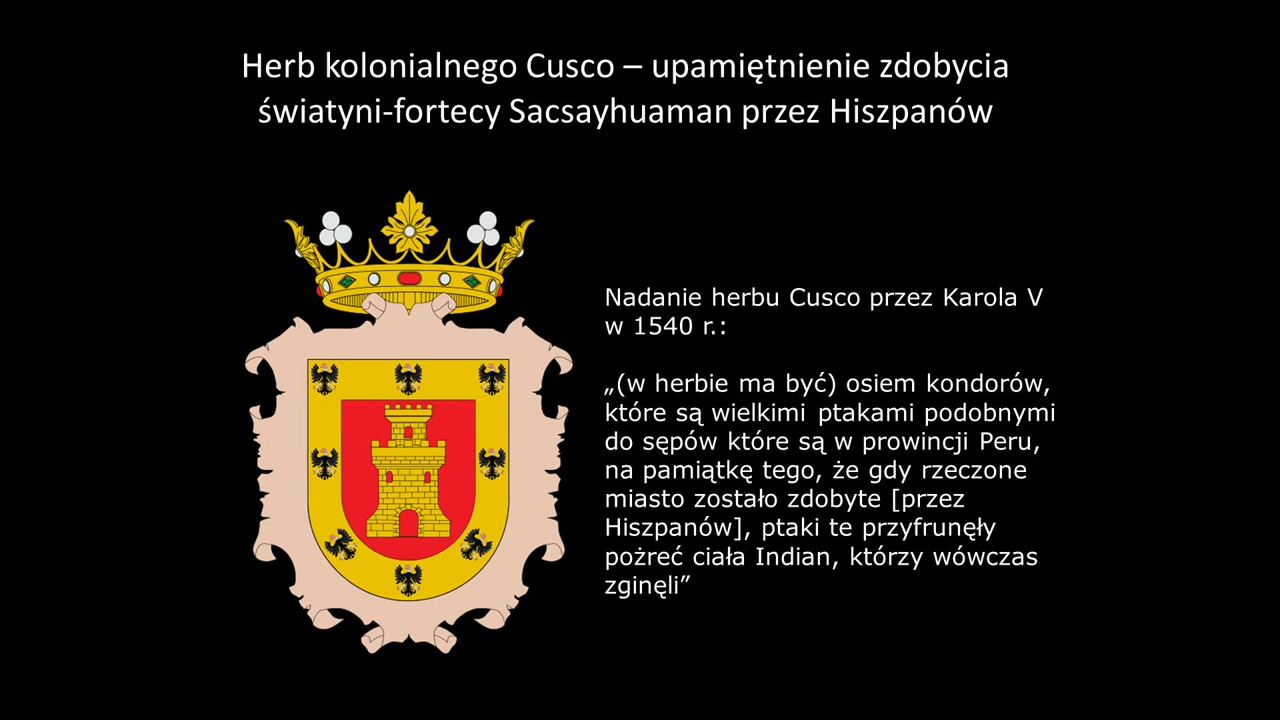 Herb kolonialnego Cusco – upamiętnienie zdobycia
światyni-fortecy Sacsayhuaman przez Hiszpanów
Nadanie herbu Cusco przez Karola V
w 1540 r.:
„(w herbie ma być) osiem kondorów,
które są wielkimi ptakami podobnymi
do sępów które są w prowincji Peru,
na pamiątkę tego, że gdy rzeczone
miasto zostało zdobyte [przez
Hiszpanów], ptaki te przyfrunęły
pożreć ciała Indian, którzy wówczas
zginęli”